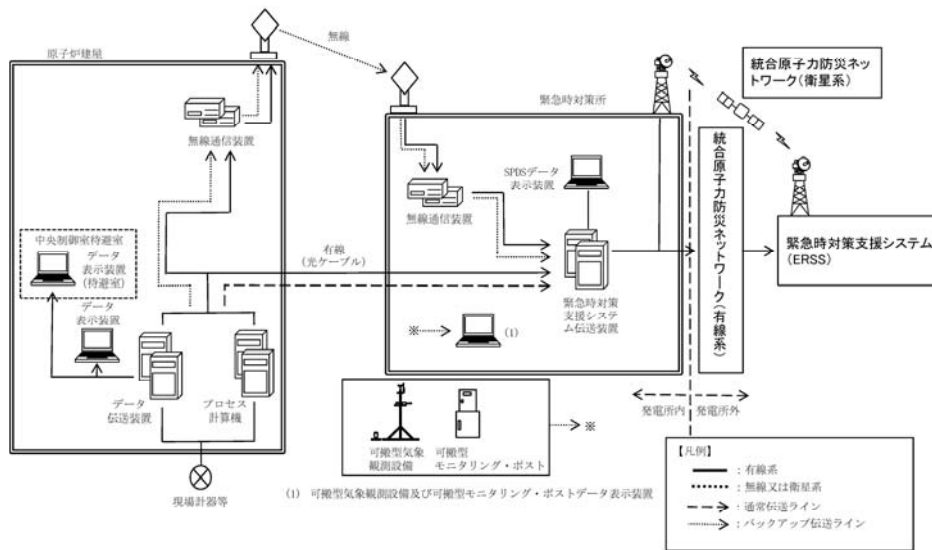 無線
原子炉建屋
統合原子力防災ネッ
トワーク(衛星系)
緊急時対策所
無線通信装置
SPDSデータ
表示装置
無線通信装置
統合原子力防災ネットワーク(有線系)
緊急時対策支援システム
(ERSS)
中央制御室待避室
データ
表示装置
(待避室)
有線
(光ケーブル)
データ
表示装置
緊急時対策
支援システ
ム伝送装置
※
(1)
データ
伝送装置
プロセス
計算機
発電所内
発電所外
※
可搬型気象
観測設備
可搬型
モニタリング・ポスト
現場計器等
(1) 可搬型気象観測設備及び可搬型モニタリング・ポストデータ表示装置
【凡例】
:有線系
:無線又は衛星系
:通常伝送ライン
:バックアップ伝送ライン